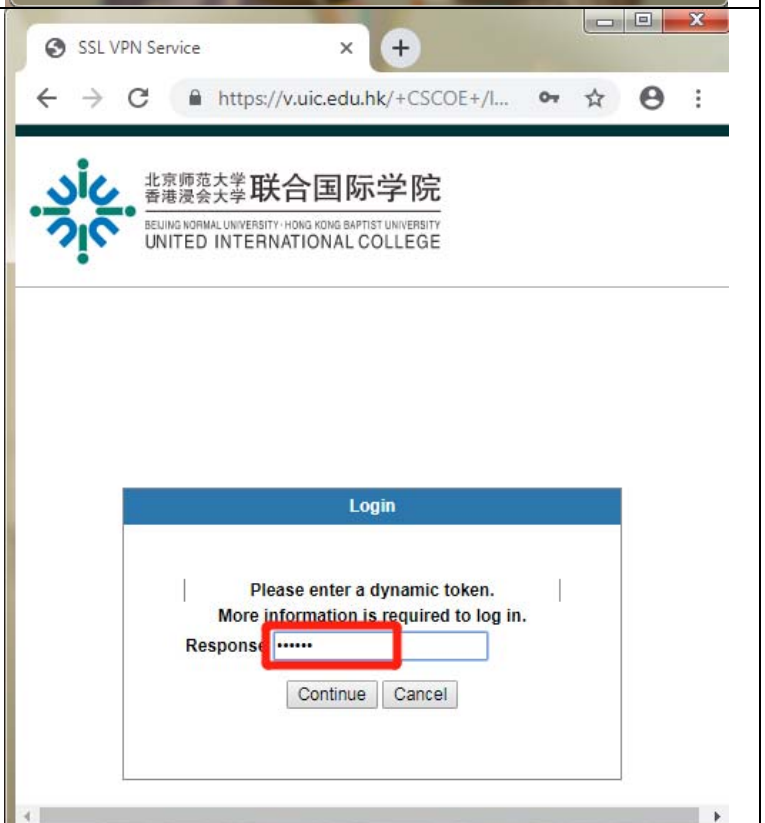 SSL VPN Service
https://v.uic.edu.hk/+CSCOE+/l...
北京师范大学
香港浸会大学
联合国际学院
BEIJING NORMAL UNIVERSITY·HONG KONG BAPTIST UNIVERSITY
UNITED INTERNATIONAL COLLEGE
Login
Please enter a dynamic token.
More information is required to log in.
Response
Continue Cancel